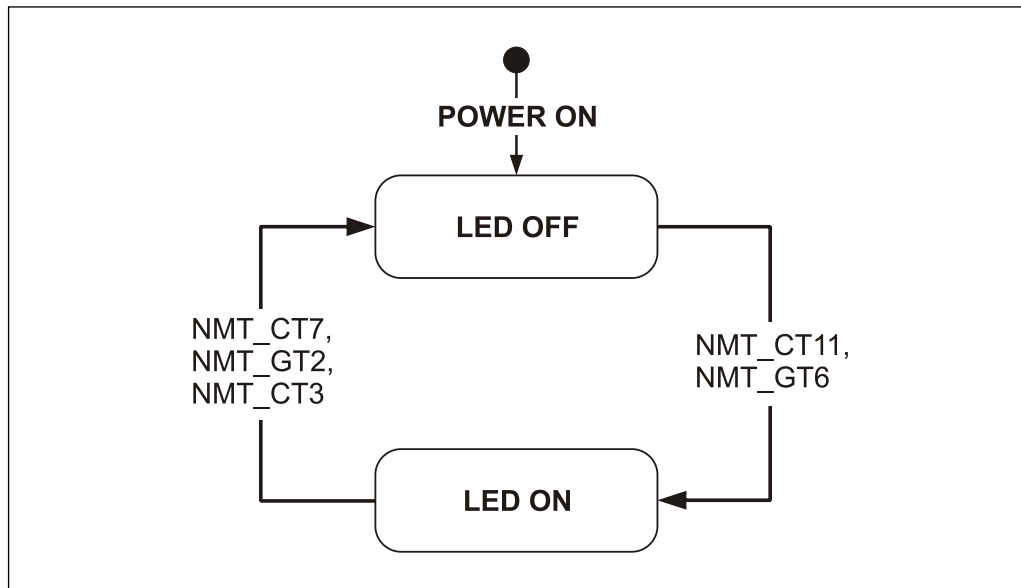 POWER ON
LED OFF
NMT_CT7,
NMT_GT2,
NMT_CT3
NMT_CT11,
NMT_GT6
LED ON